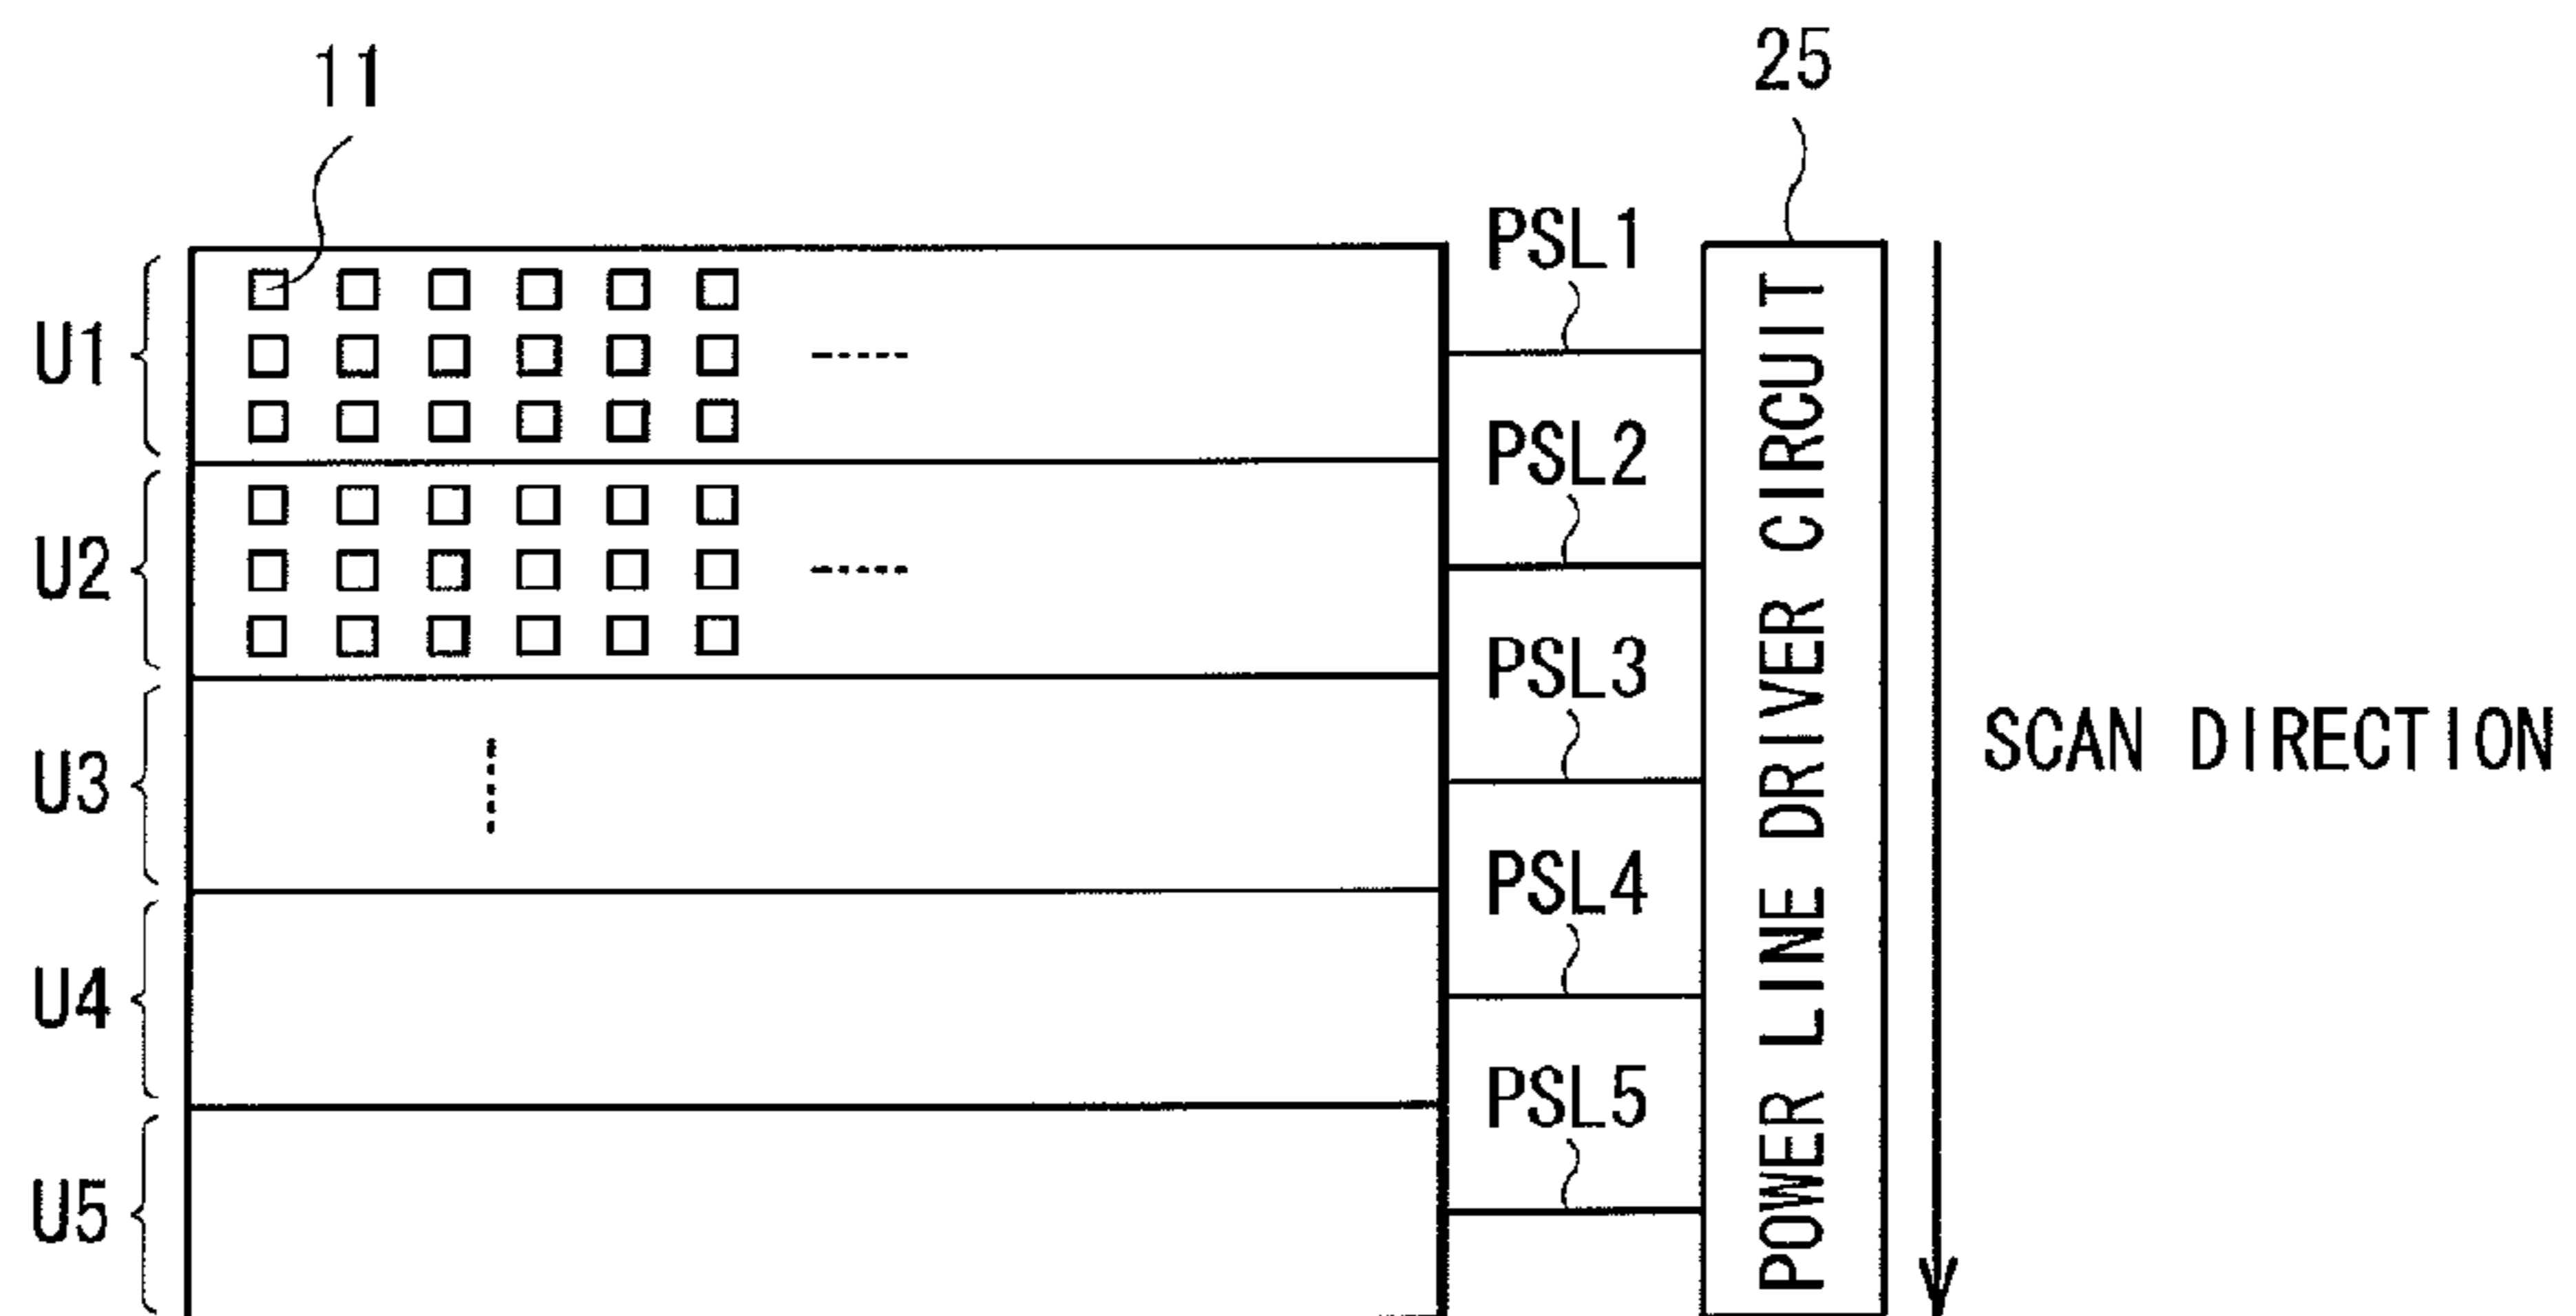 11
25
PSL1
U1
PSL2
U2
PSL3
U3
PSL4
U4
PSL5
U5
POWER LINE DRIVER CIRCUIT
SCAN DIRECTION